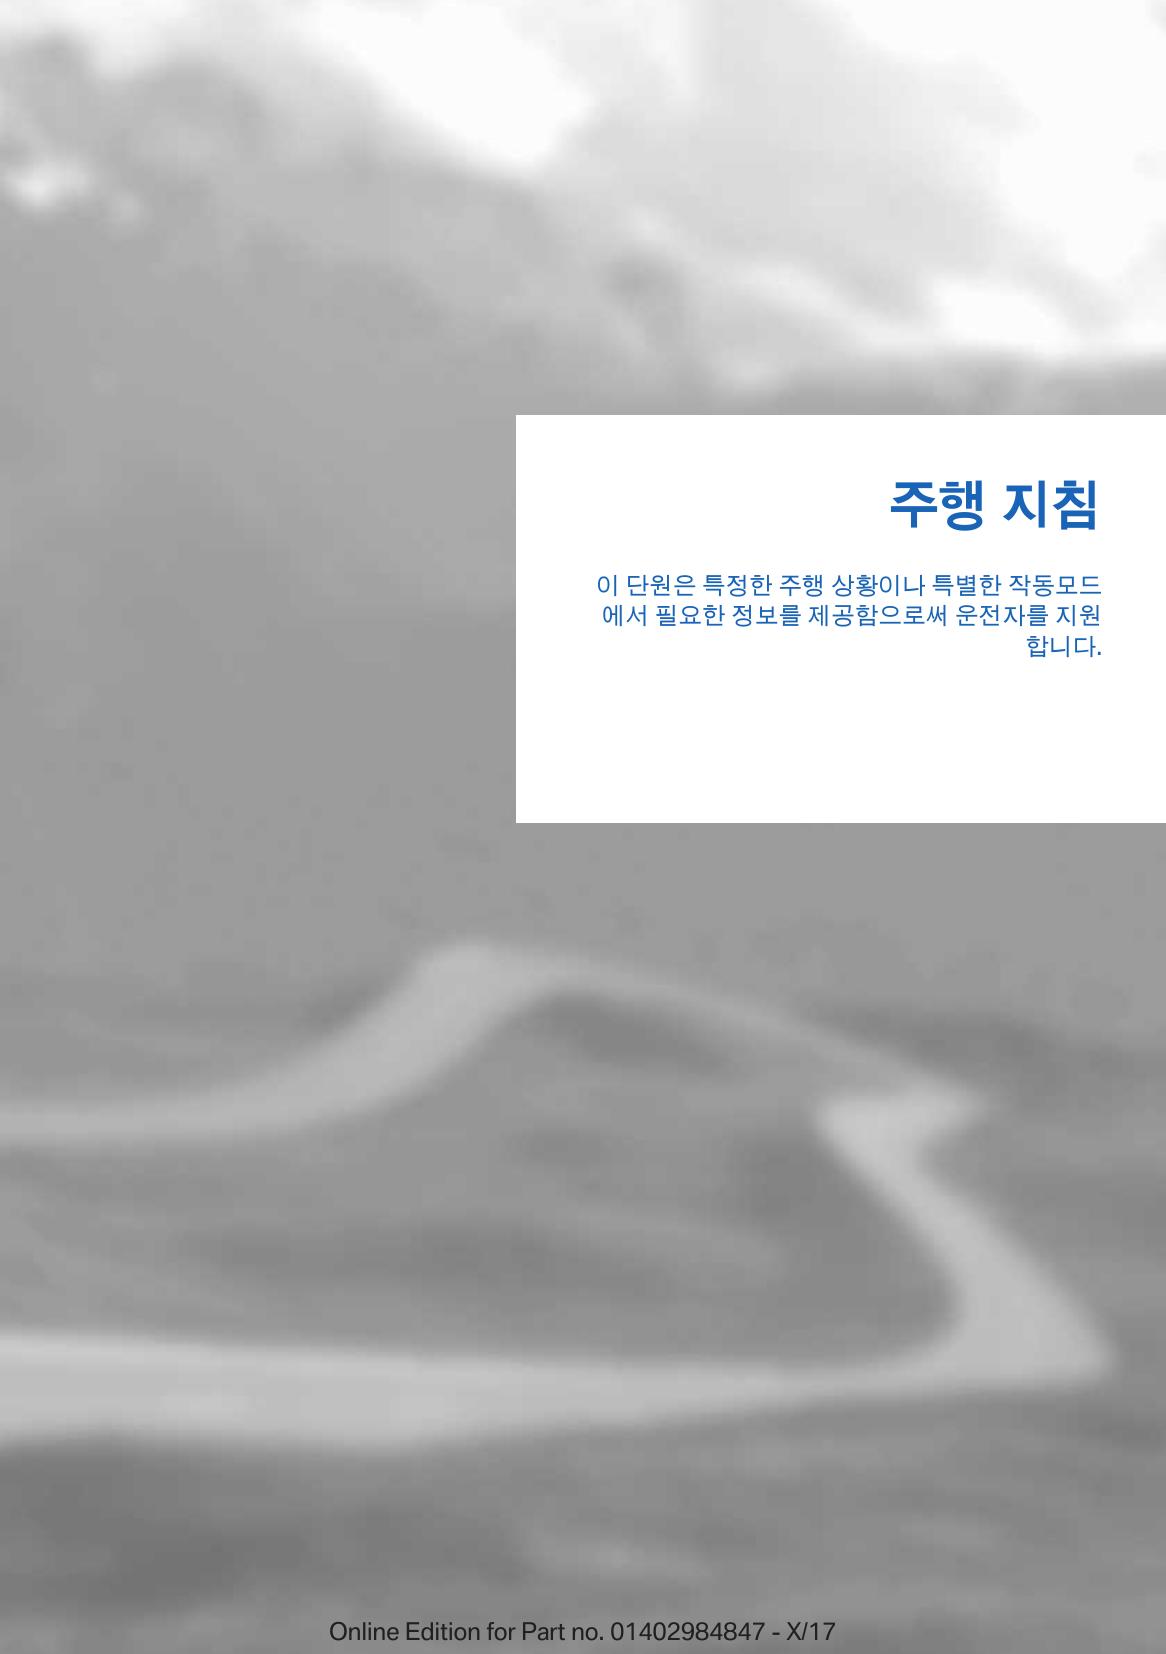 주행 지침
이 단원은 특정한 주행 상황이나 특별한 작동모드
에서 필요한 정보를 제공함으로써 운전자를 지원
합니다.
Online Edition for Part no. 01402984847 - X/17